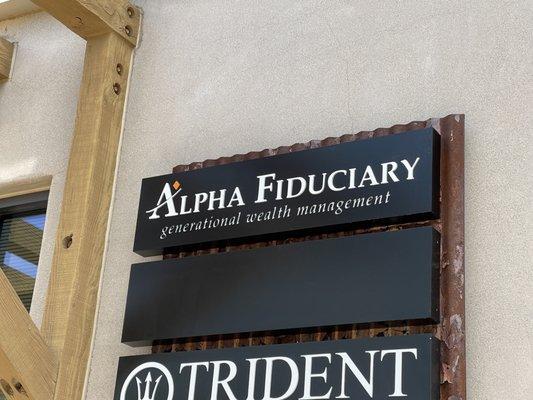 ALPHA FIDUCIARY
generational wealth management
TRIDENT